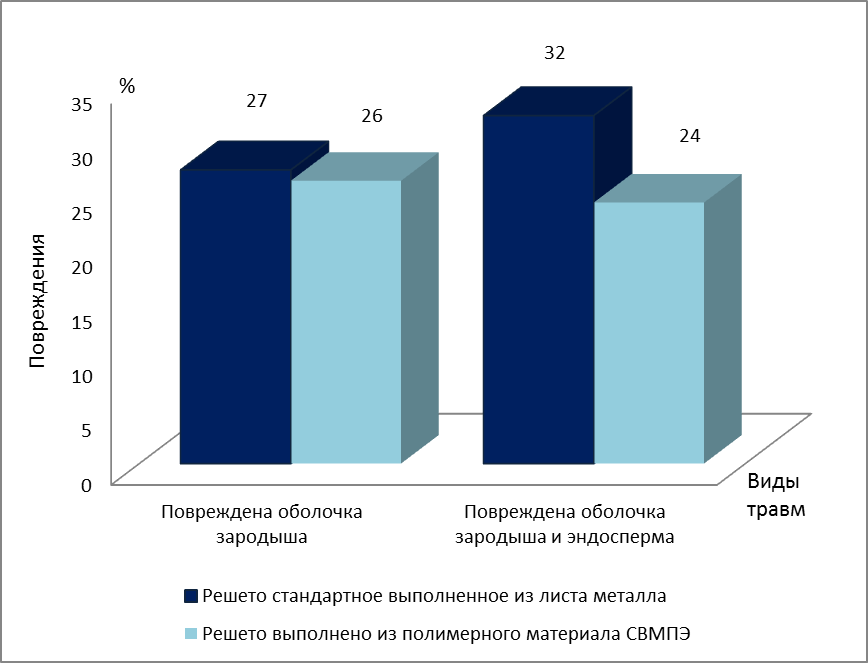 %
35
30
25
20
15
10
5
0
Повреждения
27
26
32
24
Повреждена оболочка
зародыша
Повреждена оболочка
зародыша и эндосперма
Виды
травм
Решето стандартное выполненное из листа металла
Решето выполнено из полимерного материала СВМПЭ